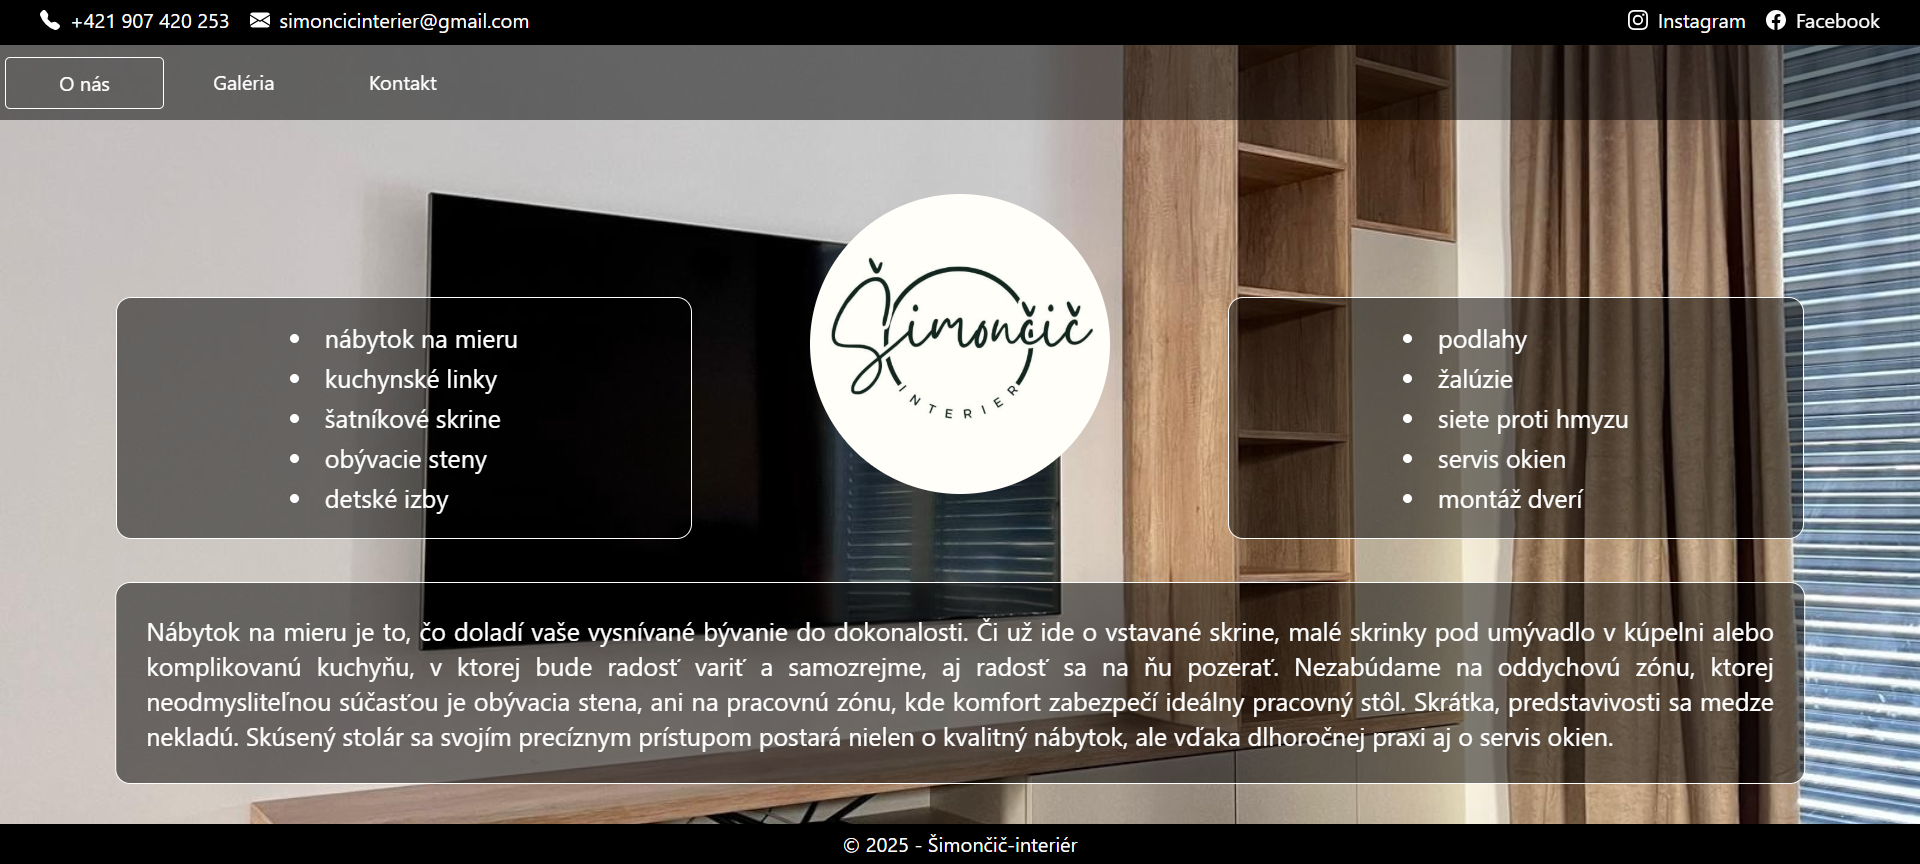 +421 907 420 253 simoncicinterier@gmail.com Instagram Facebook
O nás Galéria Kontakt
Šimončič
INTERIER
nábytok na mieru
kuchynské linky
šatníkové skrine
obývacie steny
detské izby
podlahy
žalúzie
siete proti hmyzu
servis okien
montáž dverí
Nábytok na mieru je to, čo doladí vaše vysnívané bývanie do dokonalosti. Či už ide o vstavané skrine, malé skrinky pod umývadlo v kúpelni alebo
komplikovanú kuchyňu, v ktorej bude radosť variť a samozrejme, aj radosť sa na ňu pozerať. Nezabúdame na oddychovú zónu, ktorej
neodmysliteľnou súčasťou je obývacia stena, ani na pracovnú zónu, kde komfort zabezpečí ideálny pracovný stôl. Skrátka, predstavivosti sa medze
nekladú. Skúsený stolár sa svojím precíznym prístupom postará nielen o kvalitný nábytok, ale vďaka dlhoročnej praxi aj o servis okien.
© 2025 - Šimončič-interiér